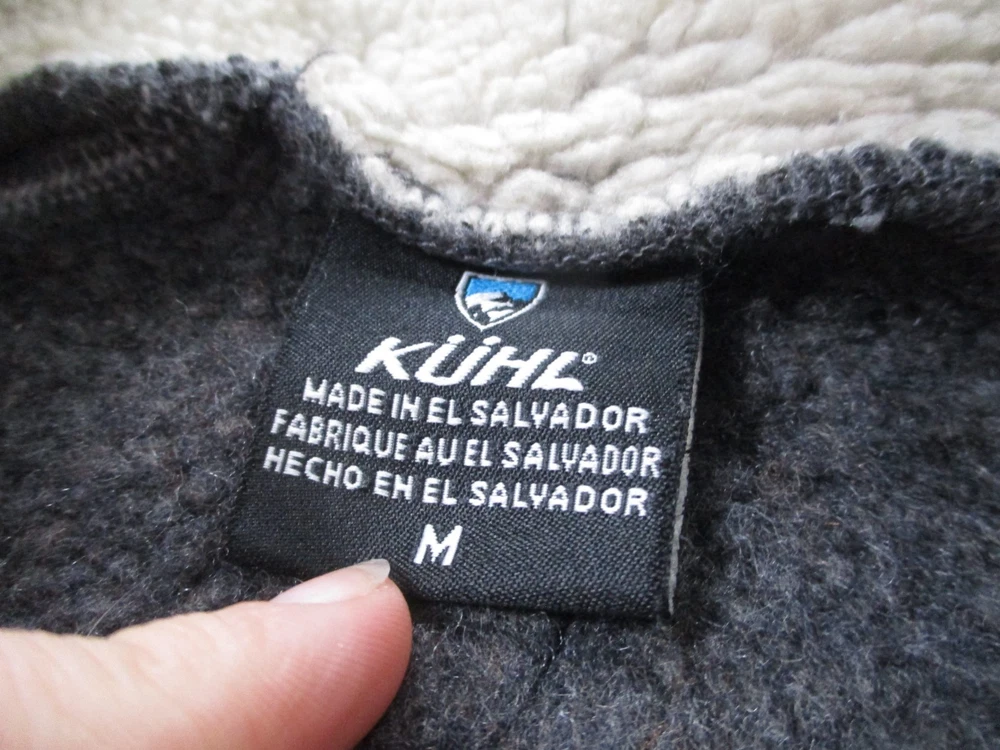 KÜHL®
MADE IN EL SALVADOR
FABRIQUE AU EL SALVADOR
HECHO EN EL SALVADOR
M